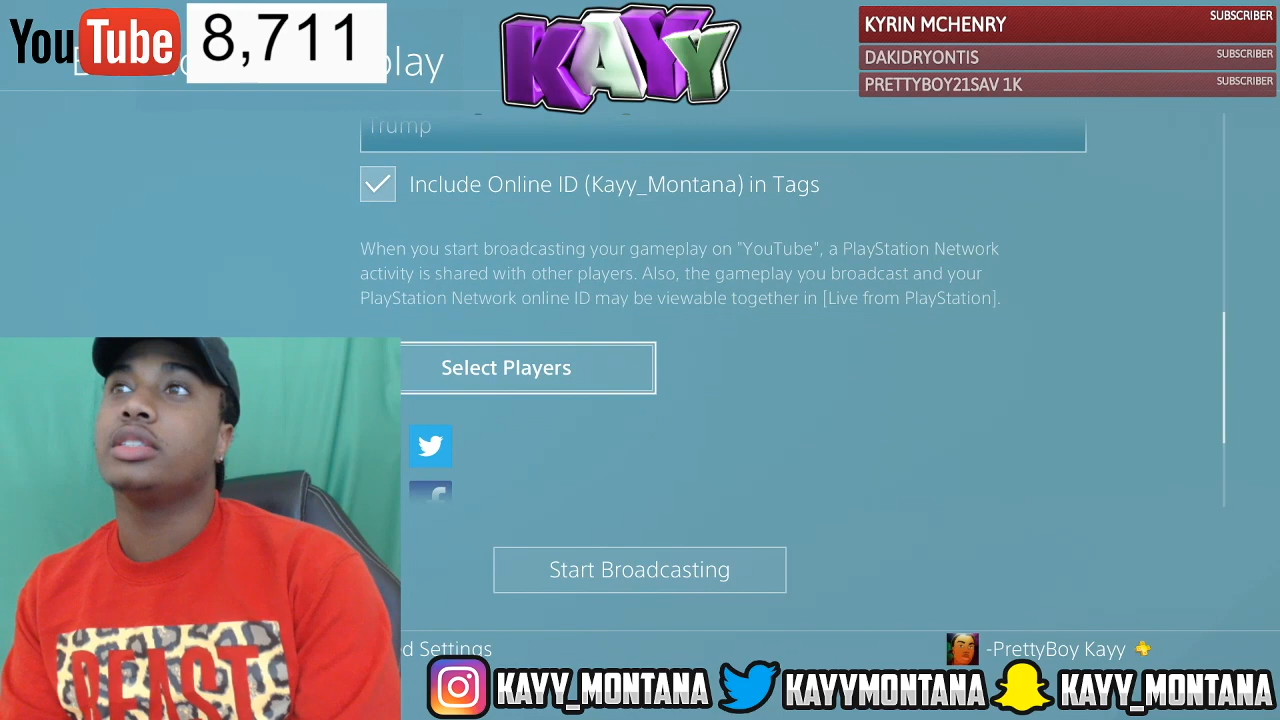 YouTube 8,711
play
KAYY
KYRIN MCHENRY SUBSCRIBER
DAKIDRYONTIS SUBSCRIBER
PRETTYBOY21SAV 1K SUBSCRIBER
Trump
Include Online ID (Kayy_Montana) in Tags
When you start broadcasting your gameplay on "YouTube", a PlayStation Network
activity is shared with other players. Also, the gameplay you broadcast and your
PlayStation Network online ID may be viewable together in [Live from PlayStation].
Select Players
Start Broadcasting
BEAST
Settings
-PrettyBoy Kayy
KAYY_MONTANA KAYYMONTANA KAYY_MONTANA